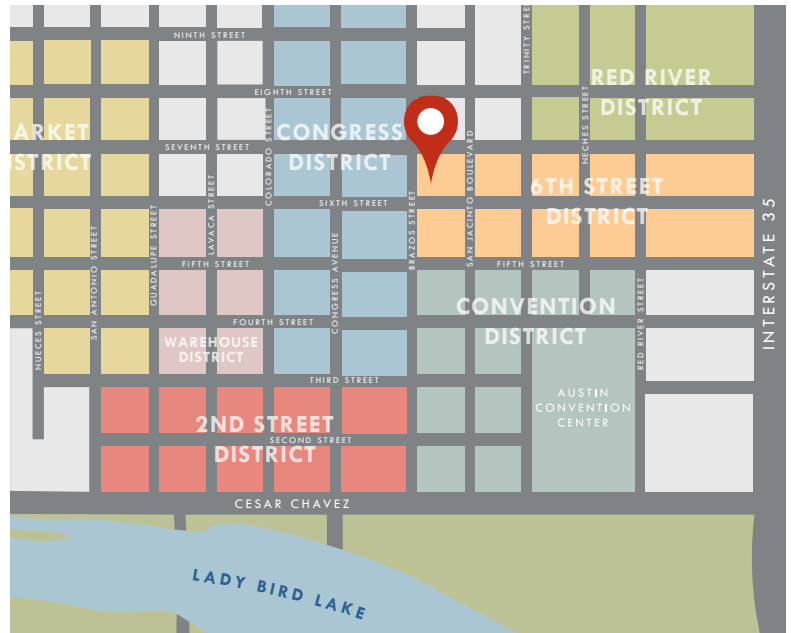 NINTH STREET
TRINITY STREE
EIGHTH STREET
RED RIVER
DISTRICT
ARKET
ISTRICT
CONGRESS
DISTRICT
SEVENTH STREET
COLORADO STREET
NECHES STREET
SAN JACINTO BOULEVARD
6TH STREET
DISTRICT
SIXTH STREET
LAVACA STREET
GUADALUPE STREET
BRAZOS STREET
SAN ANTONIO STREET
CONGRESS AVENUE
INTERSTATE 35
FIFTH STREET
FIFTH STREET
NUECES STREET
RED RIVER STREET
CONVENTION
DISTRICT
FOURTH STREET
WAREHOUSE
DISTRICT
THIRD STREET
AUSTIN
CONVENTION
CENTER
2ND STREET
DISTRICT
SECOND STREET
CESAR CHAVEZ
LADY BIRD LAKE